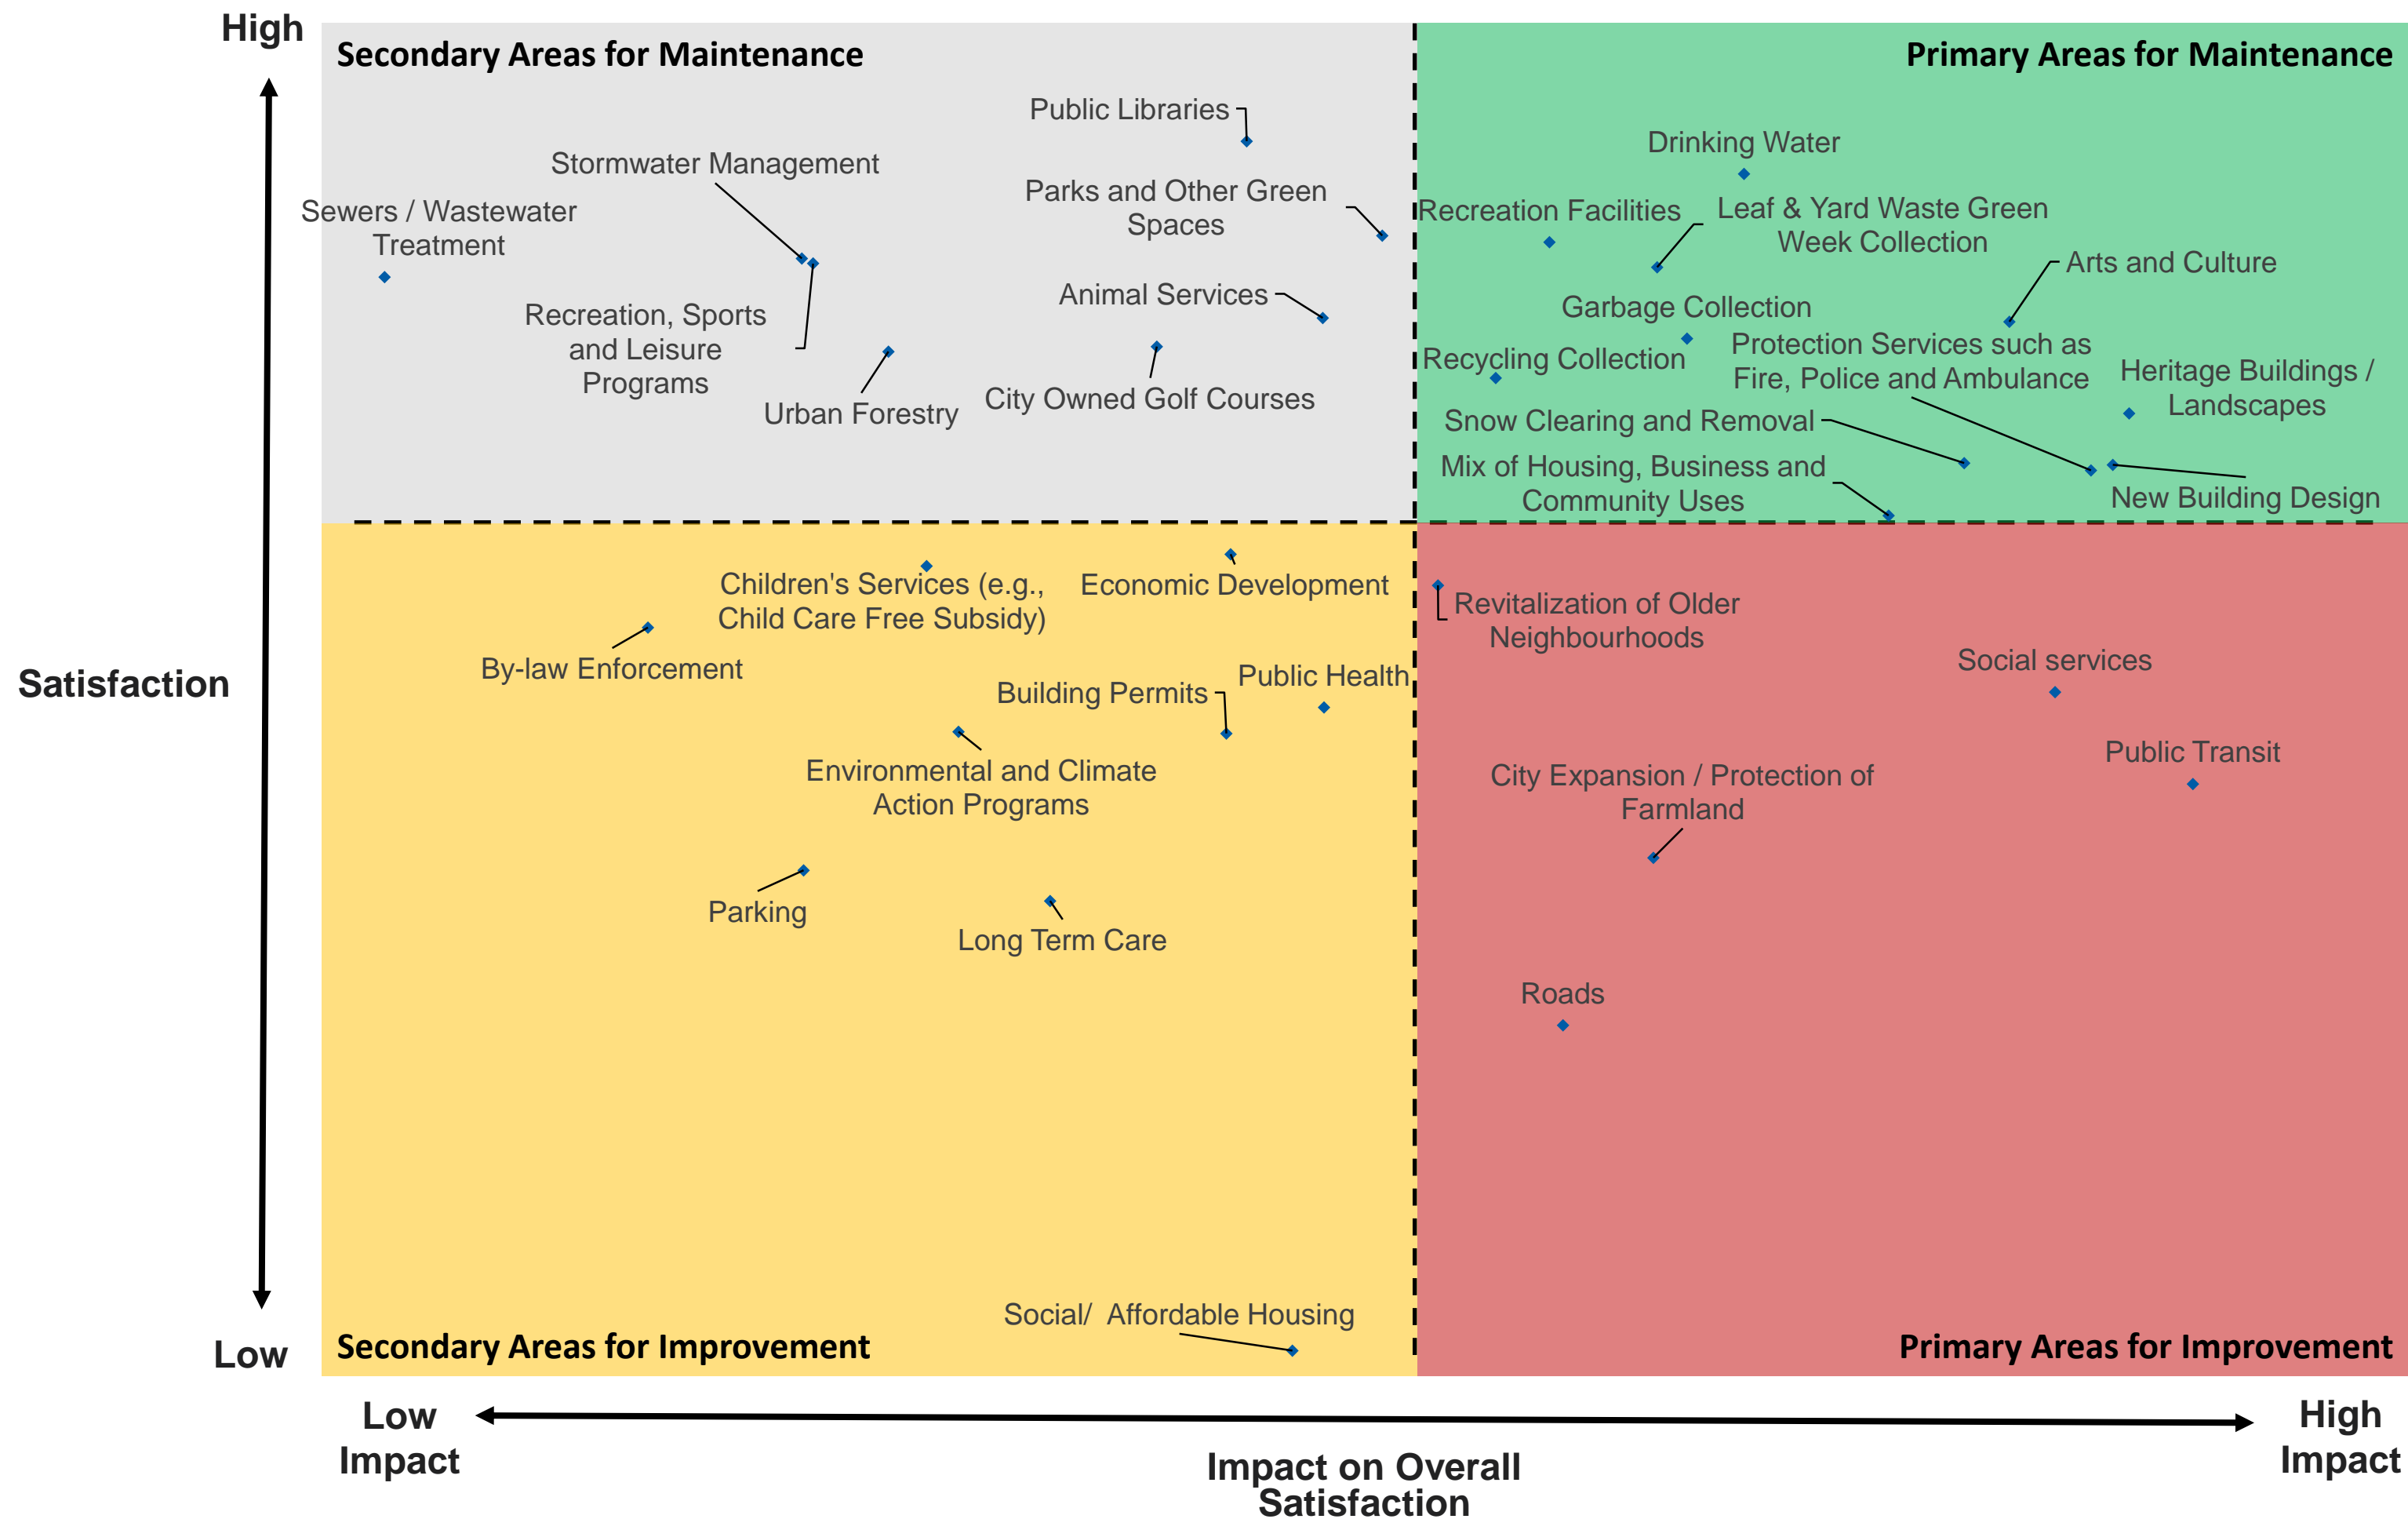 High
Secondary Areas for Maintenance
Primary Areas for Maintenance
Public Libraries
Drinking Water
Stormwater Management
Parks and Other Green
Spaces
Sewers / Wastewater
Treatment
Recreation Facilities
Leaf & Yard Waste Green
Week Collection
Arts and Culture
Animal Services
Recreation, Sports
and Leisure
Programs
Garbage Collection
Recycling Collection
Protection Services such as
Fire, Police and Ambulance
Heritage Buildings /
Landscapes
Urban Forestry
City Owned Golf Courses
Snow Clearing and Removal
Mix of Housing, Business and
Community Uses
New Building Design
Children's Services (e.g.,
Child Care Free Subsidy)
Economic Development
Revitalization of Older
Neighbourhoods
By-law Enforcement
Satisfaction
Building Permits
Public Health
Social services
Environmental and Climate
Action Programs
City Expansion / Protection of
Farmland
Public Transit
Parking
Long Term Care
Roads
Social/  Affordable Housing
Low
Secondary Areas for Improvement
Primary Areas for Improvement
Low
Impact
Impact on Overall
Satisfaction
High
Impact